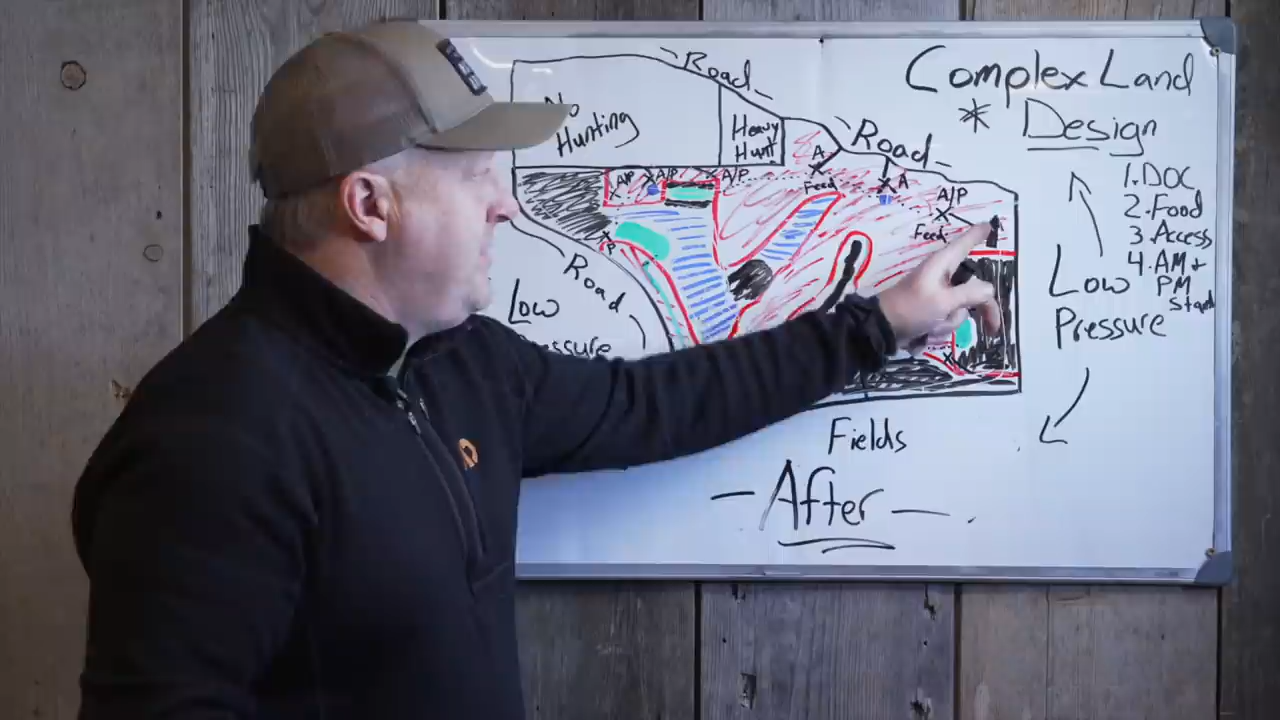 Road
Complex Land
* Design
No
Hunting
Heavy
Hunt
Road
A
A/P
A/P
A/P
Feed
A
A/P
Feed
P
Road
Low
Low
Pressure
1. DOC
2. Food
3. Access
4. AM +
PM
Fields
- After -